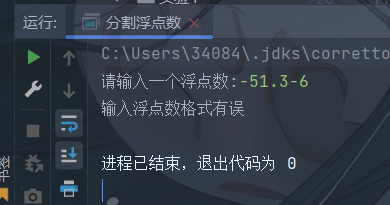 运行:
分割浮点数
C:\Users\34084\.jdks\corretto
请输入一个浮点数:-51.3-6
输入浮点数格式有误
进程已结束，退出代码为 0